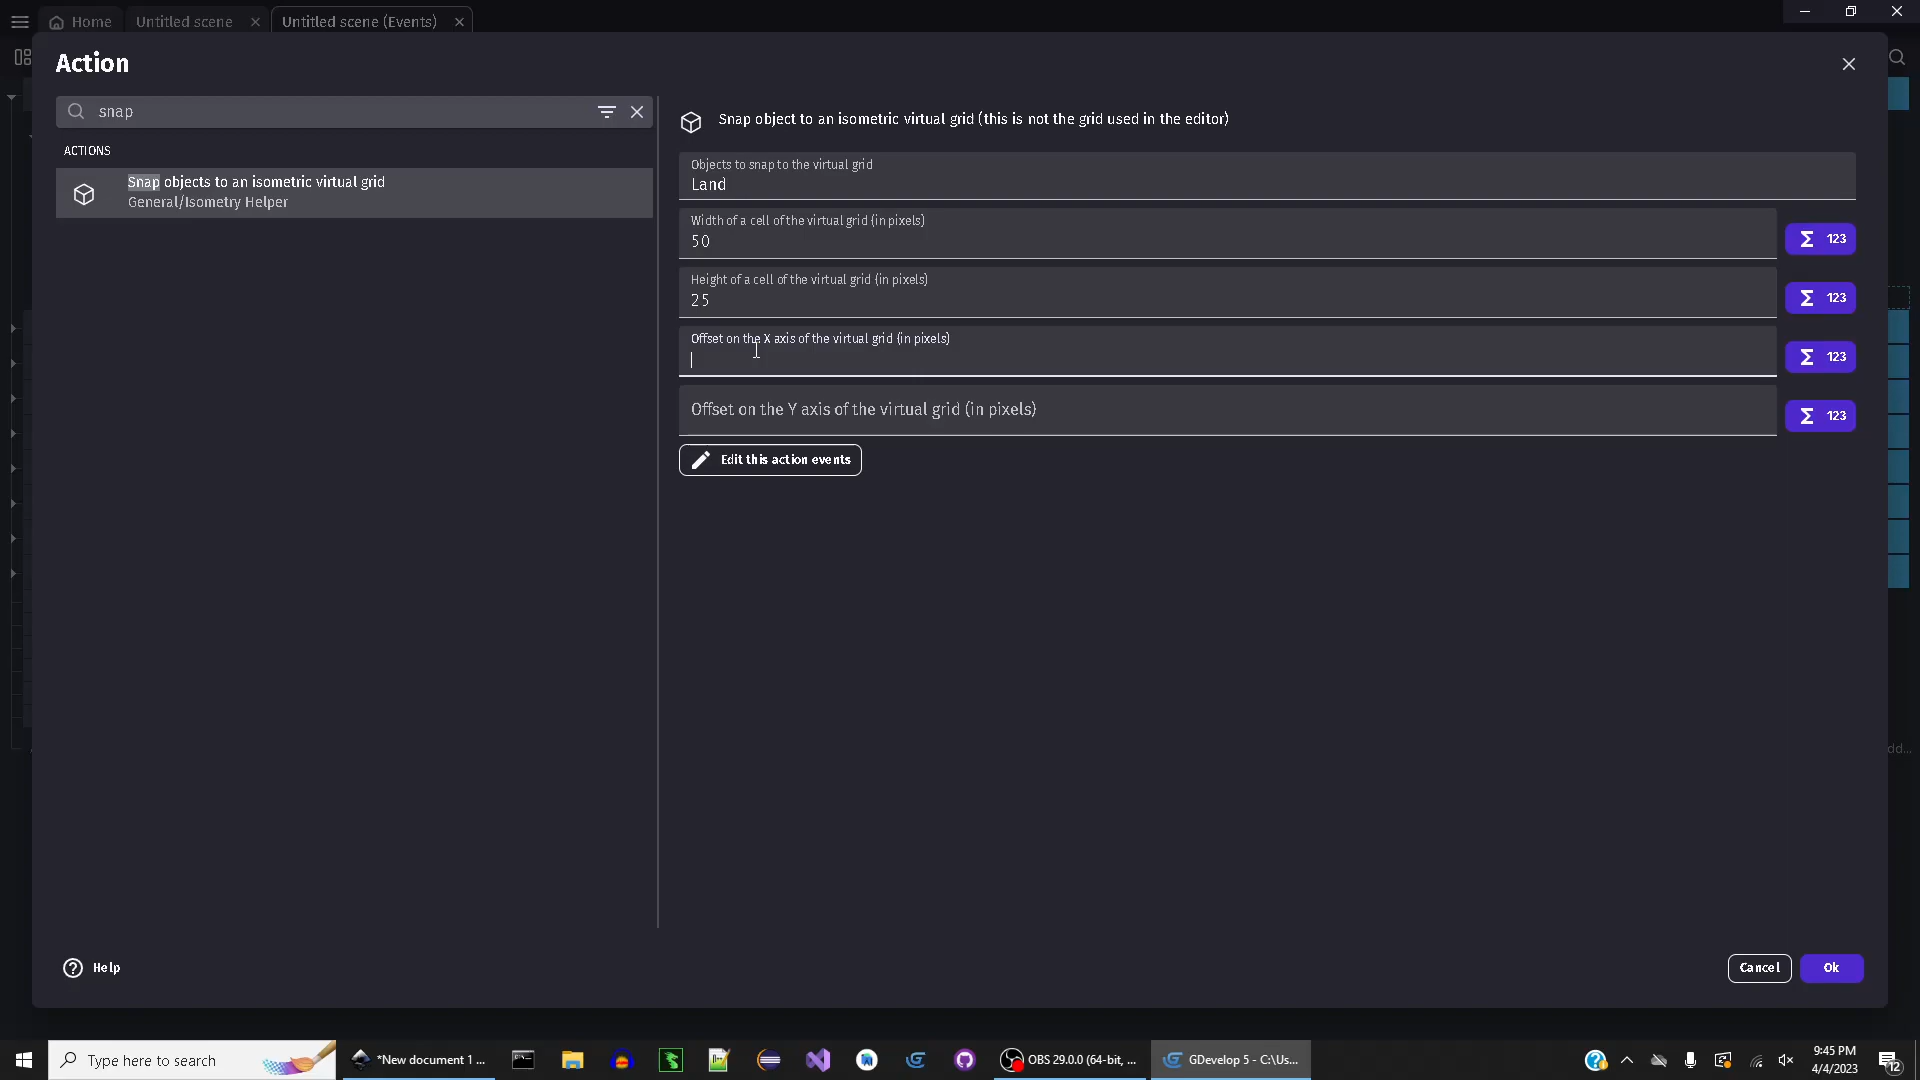 Home
Untitled scene
Untitled scene (Events)
Action
snap
ACTIONS
Snap objects to an isometric virtual grid
General/Isometry Helper
Snap object to an isometric virtual grid (this is not the grid used in the editor)
Objects to snap to the virtual grid
Land
Width of a cell of the virtual grid (in pixels)
50
Σ 123
Height of a cell of the virtual grid (in pixels)
25
Σ 123
Offset on the X axis of the virtual grid (in pixels)
Σ 123
Offset on the Y axis of the virtual grid (in pixels)
Σ 123
Edit this action events
dd...
Help
Cancel
Ok
Type here to search
*New document 1 ...
OBS 29.0.0 (64-bit, ...
GDevelop 5 - C:\Us...
9:45 PM
4/4/2023
12